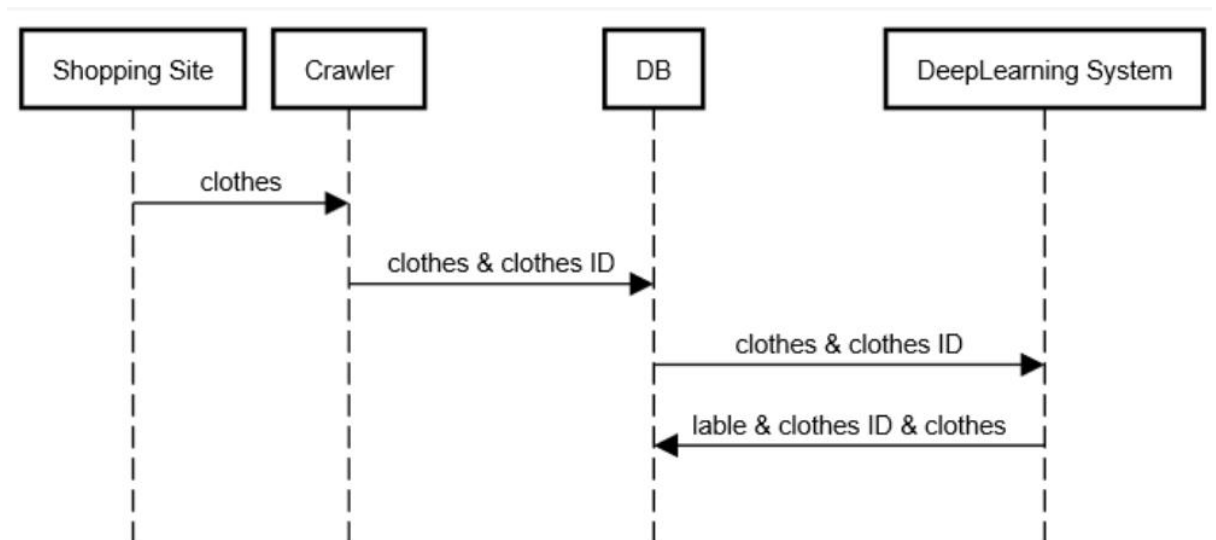 Shopping Site
Crawler
DB
DeepLearning System
clothes
clothes & clothes ID
clothes & clothes ID
lable & clothes ID & clothes